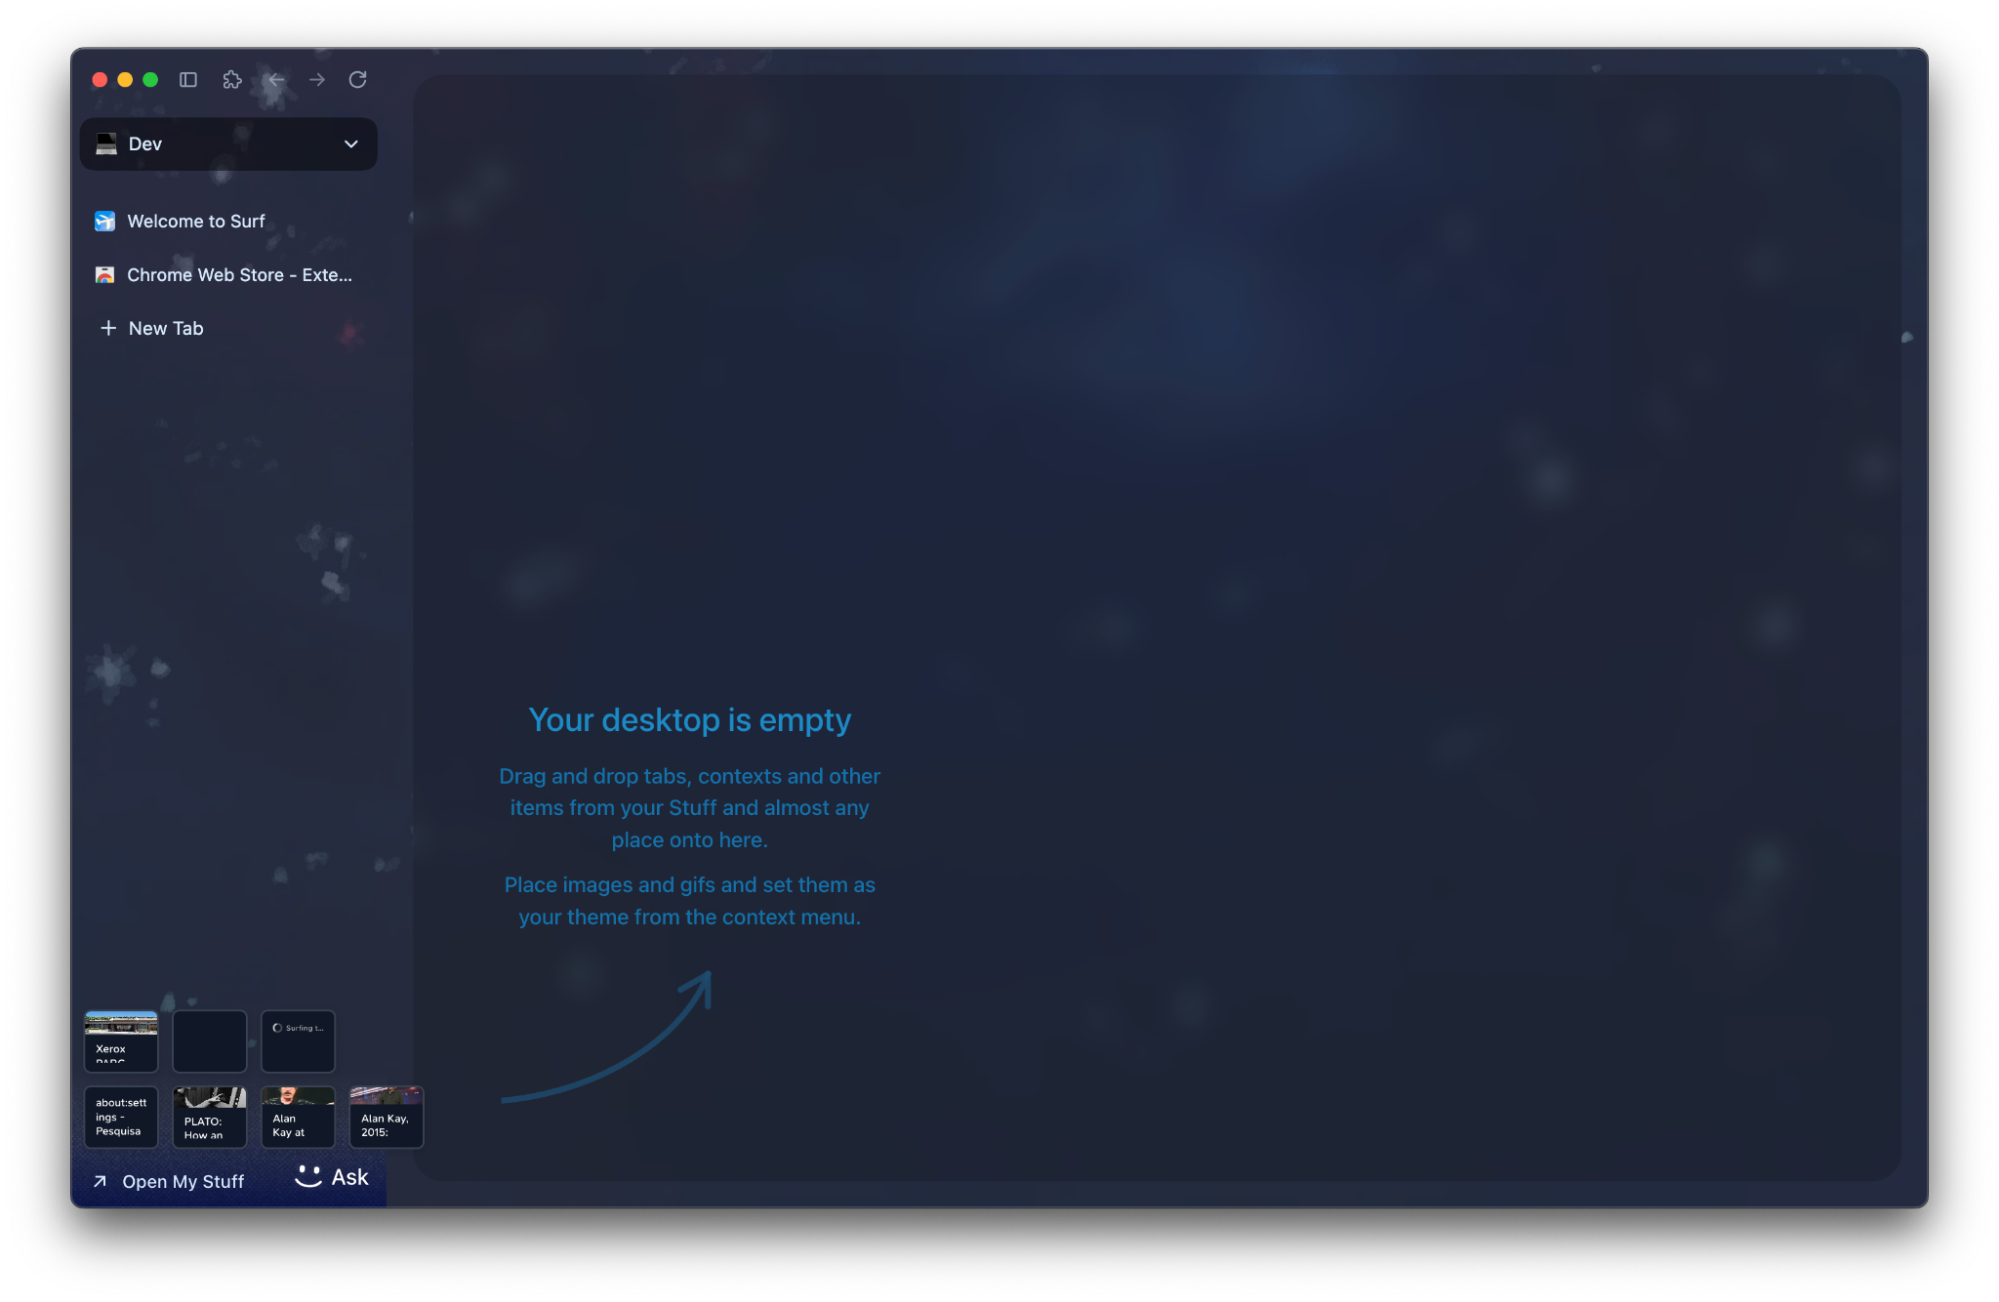 Dev
Welcome to Surf
Chrome Web Store - Exte...
New Tab
Your desktop is empty
Drag and drop tabs, contexts and other
items from your Stuff and almost any
place onto here.
Place images and gifs and set them as
your theme from the context menu.
Xerox
PARC
Surfing t...
about:sett
ings -
Pesquisa
PLATO:
How an
Alan
Kay at
Alan Kay,
2015:
Open My Stuff
Ask